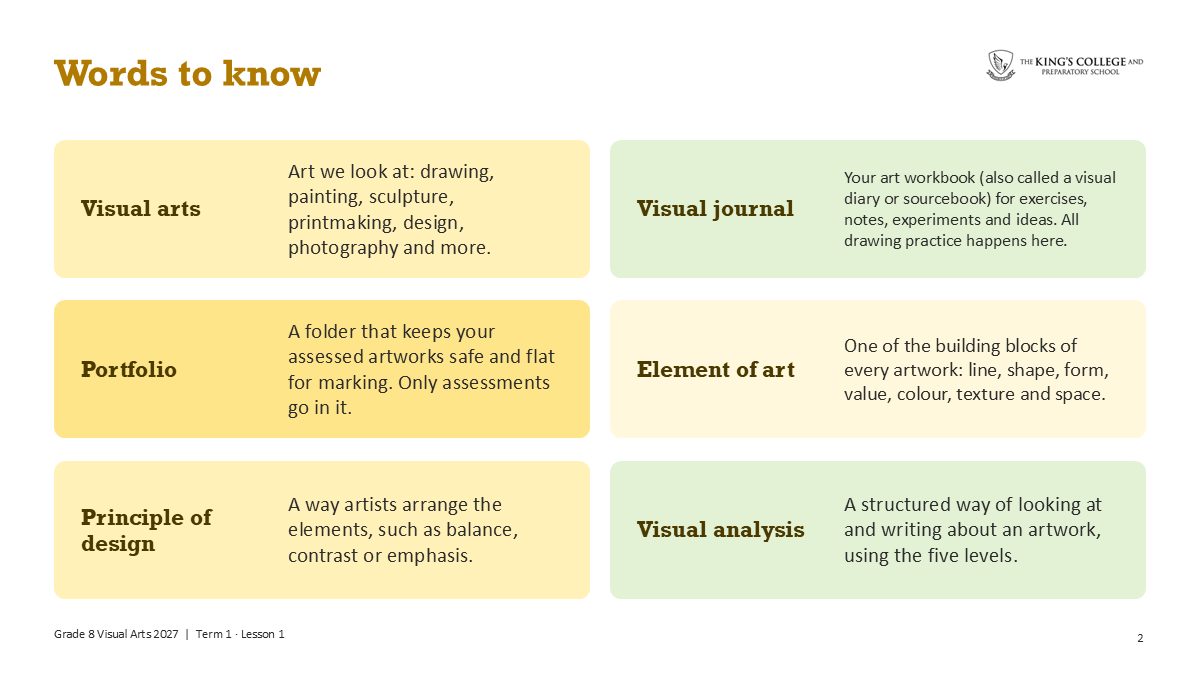 Words to know
THE KING'S COLLEGE AND
PREPARATORY SCHOOL
Visual arts
Art we look at: drawing,
painting, sculpture,
printmaking, design,
photography and more.
Visual journal
Your art workbook (also called a visual
diary or sourcebook) for exercises,
notes, experiments and ideas. All
drawing practice happens here.
Portfolio
A folder that keeps your
assessed artworks safe and flat
for marking. Only assessments
go in it.
Element of art
One of the building blocks of
every artwork: line, shape, form,
value, colour, texture and space.
Principle of
design
A way artists arrange the
elements, such as balance,
contrast or emphasis.
Visual analysis
A structured way of looking at
and writing about an artwork,
using the five levels.
Grade 8 Visual Arts 2027 | Term 1 · Lesson 1
2